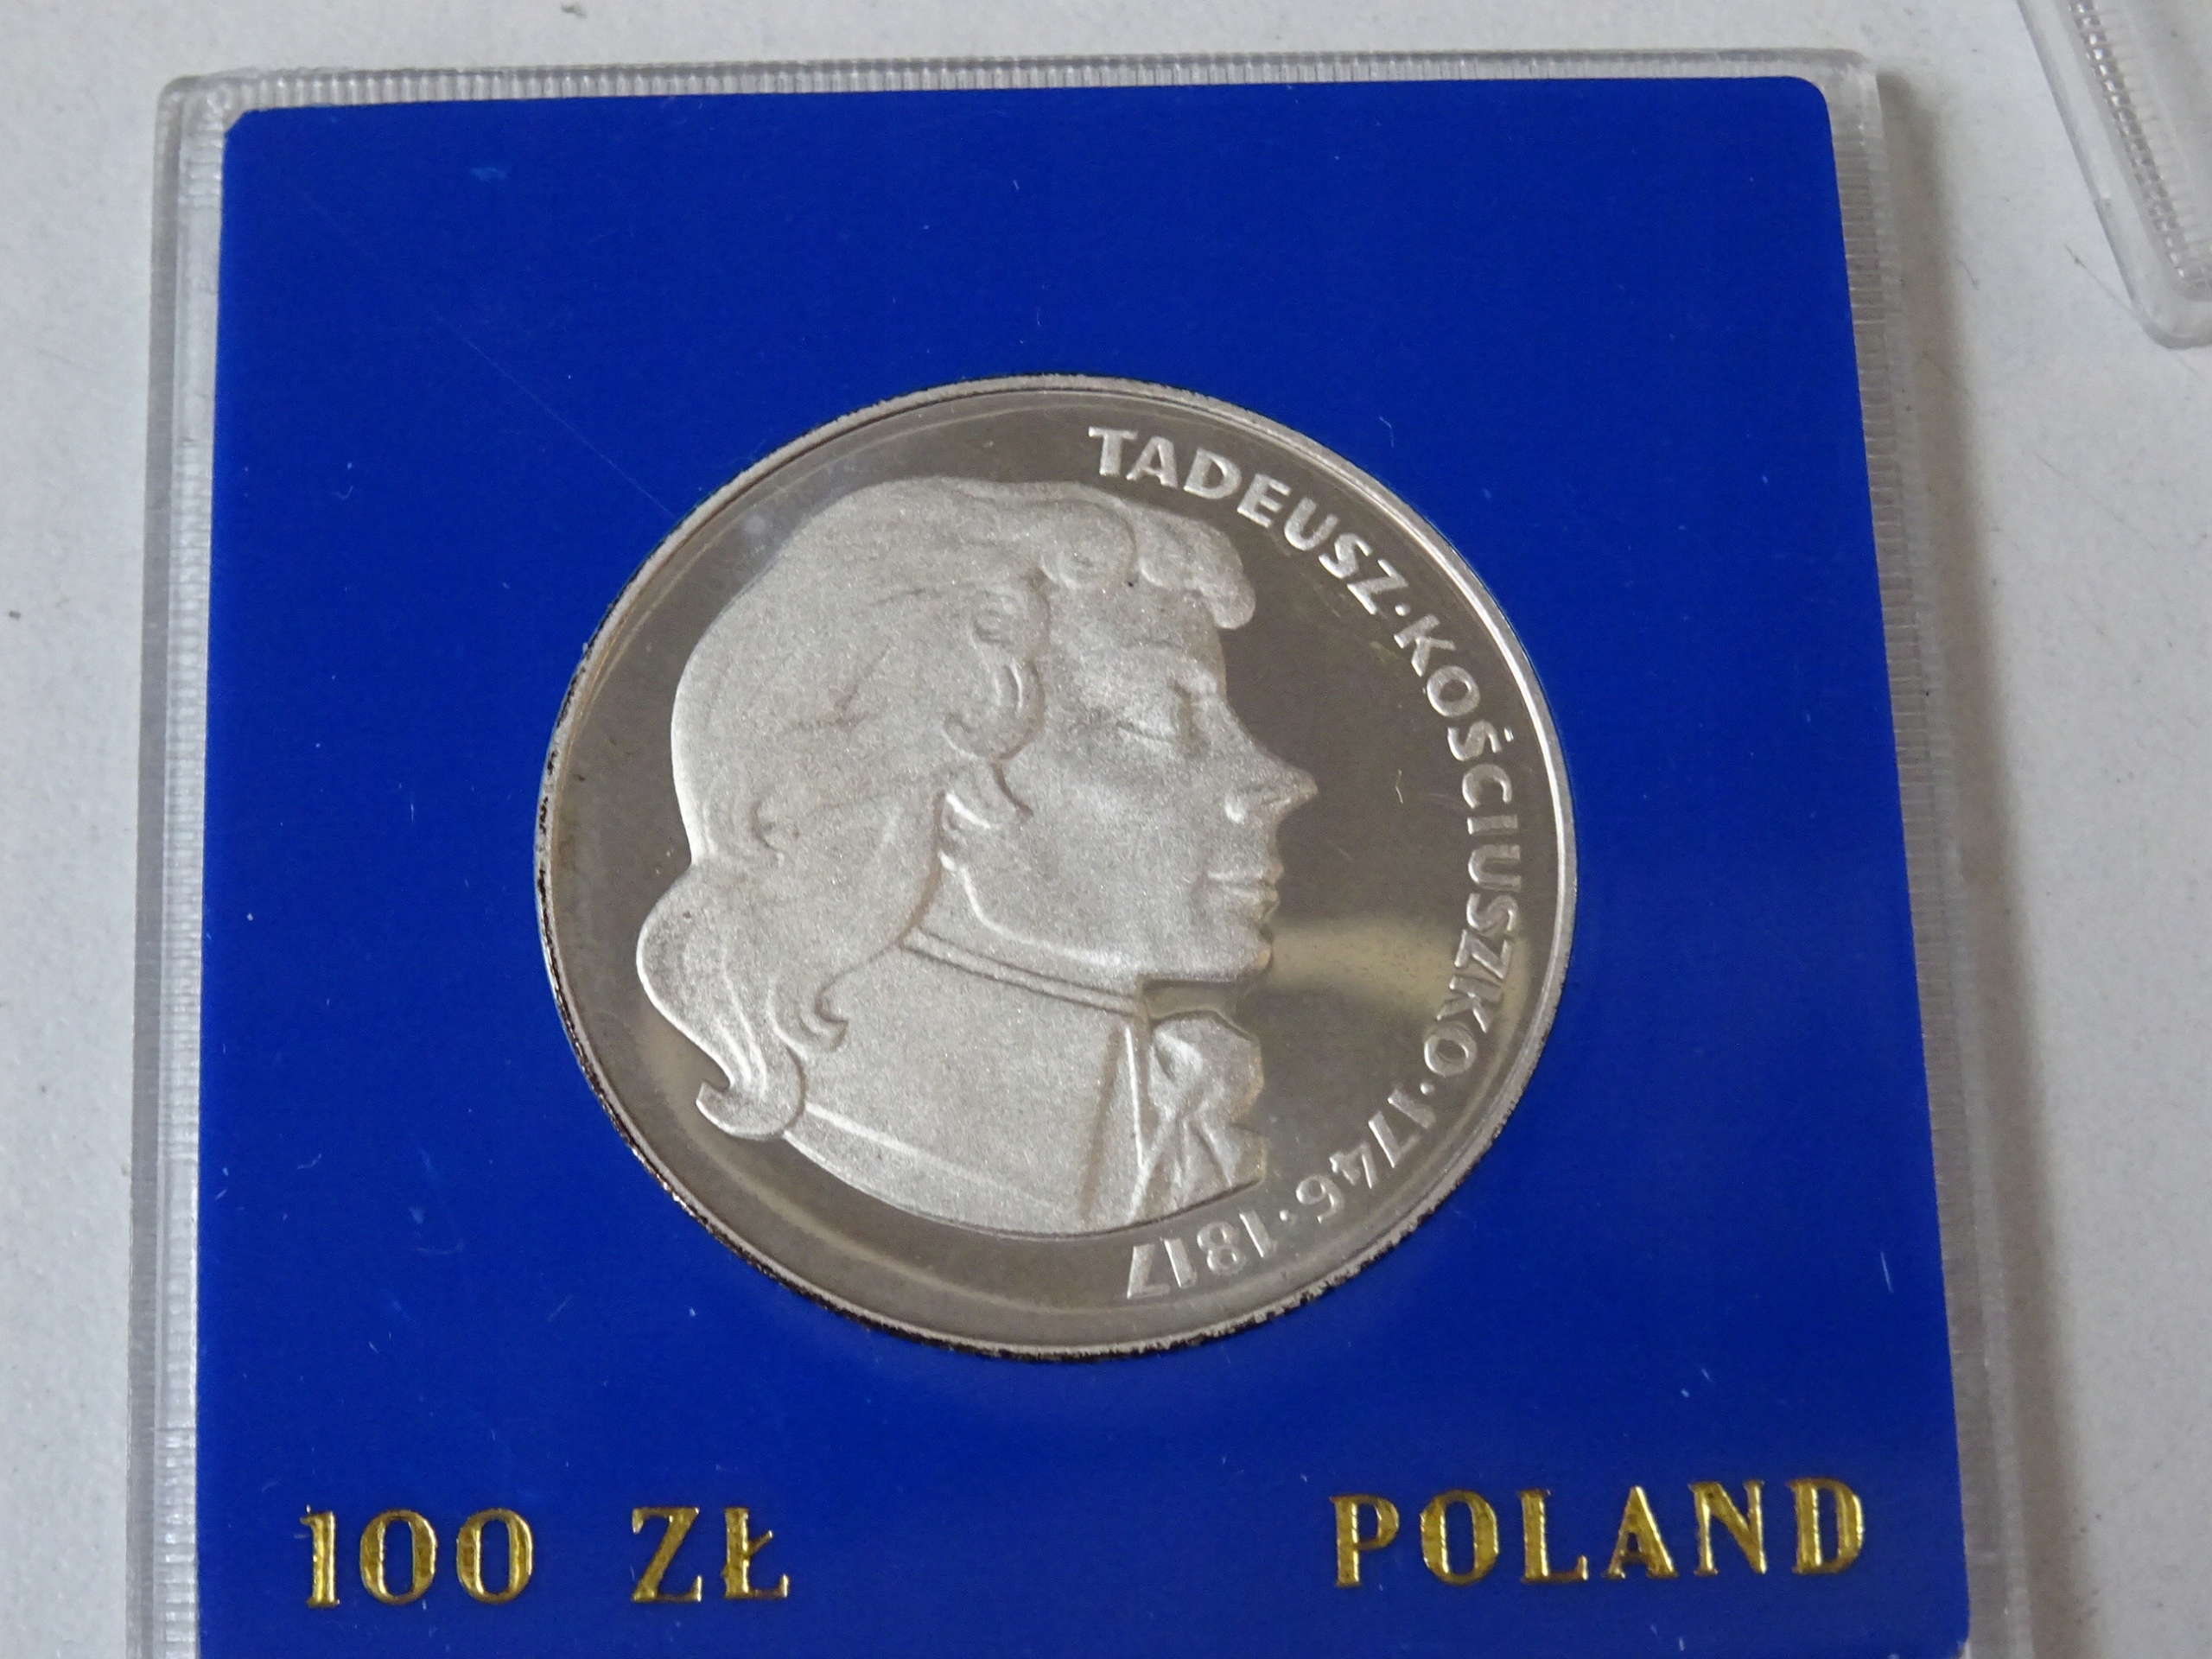 TADEUSZ·KOŚCIUSZKO·1746·1817
100 ZŁ POLAND